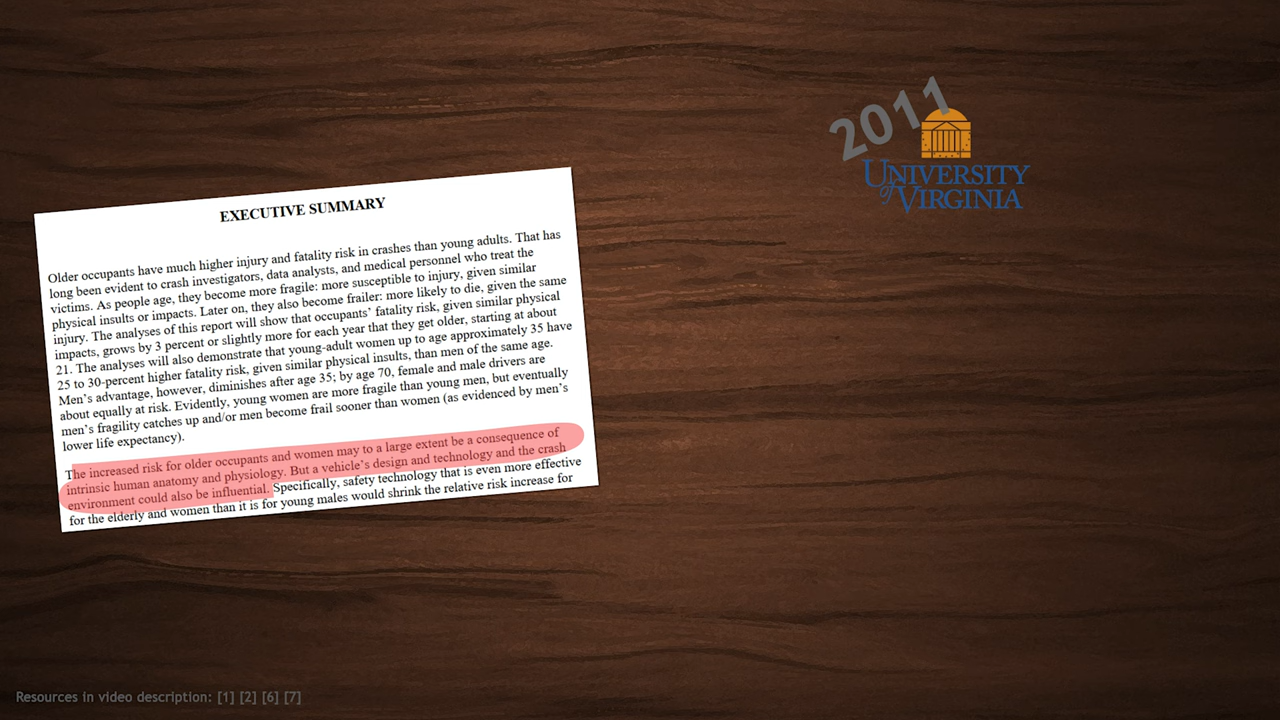 EXECUTIVE SUMMARY
Older occupants have much higher injury and fatality risk in crashes than young adults. That has
long been evident to crash investigators, data analysts, and medical personnel who treat the
victims. As people age, they become more fragile: more susceptible to injury, given similar
physical insults or impacts. Later on, they also become frailer: more likely to die, given the same
injury. The analyses of this report will show that occupants' fatality risk, given similar physical
impacts, grows by 3 percent or slightly more for each year that they get older, starting at about
21. The analyses will also demonstrate that young-adult women up to age approximately 35 have
25 to 30-percent higher fatality risk, given similar physical insults, than men of the same age.
Men's advantage, however, diminishes after age 35; by age 70, female and male drivers are
about equally at risk. Evidently, young women are more fragile than young men, but eventually
men's fragility catches up and/or men become frail sooner than women (as evidenced by men's
lower life expectancy).
The increased risk for older occupants and women may to a large extent be a consequence of
intrinsic human anatomy and physiology. But a vehicle's design and technology and the crash
environment could also be influential. Specifically, safety technology that is even more effective
for the elderly and women than it is for young males would shrink the relative risk increase for
2011
UNIVERSITY
of VIRGINIA
Resources in video description: [1] [2] [6] [7]